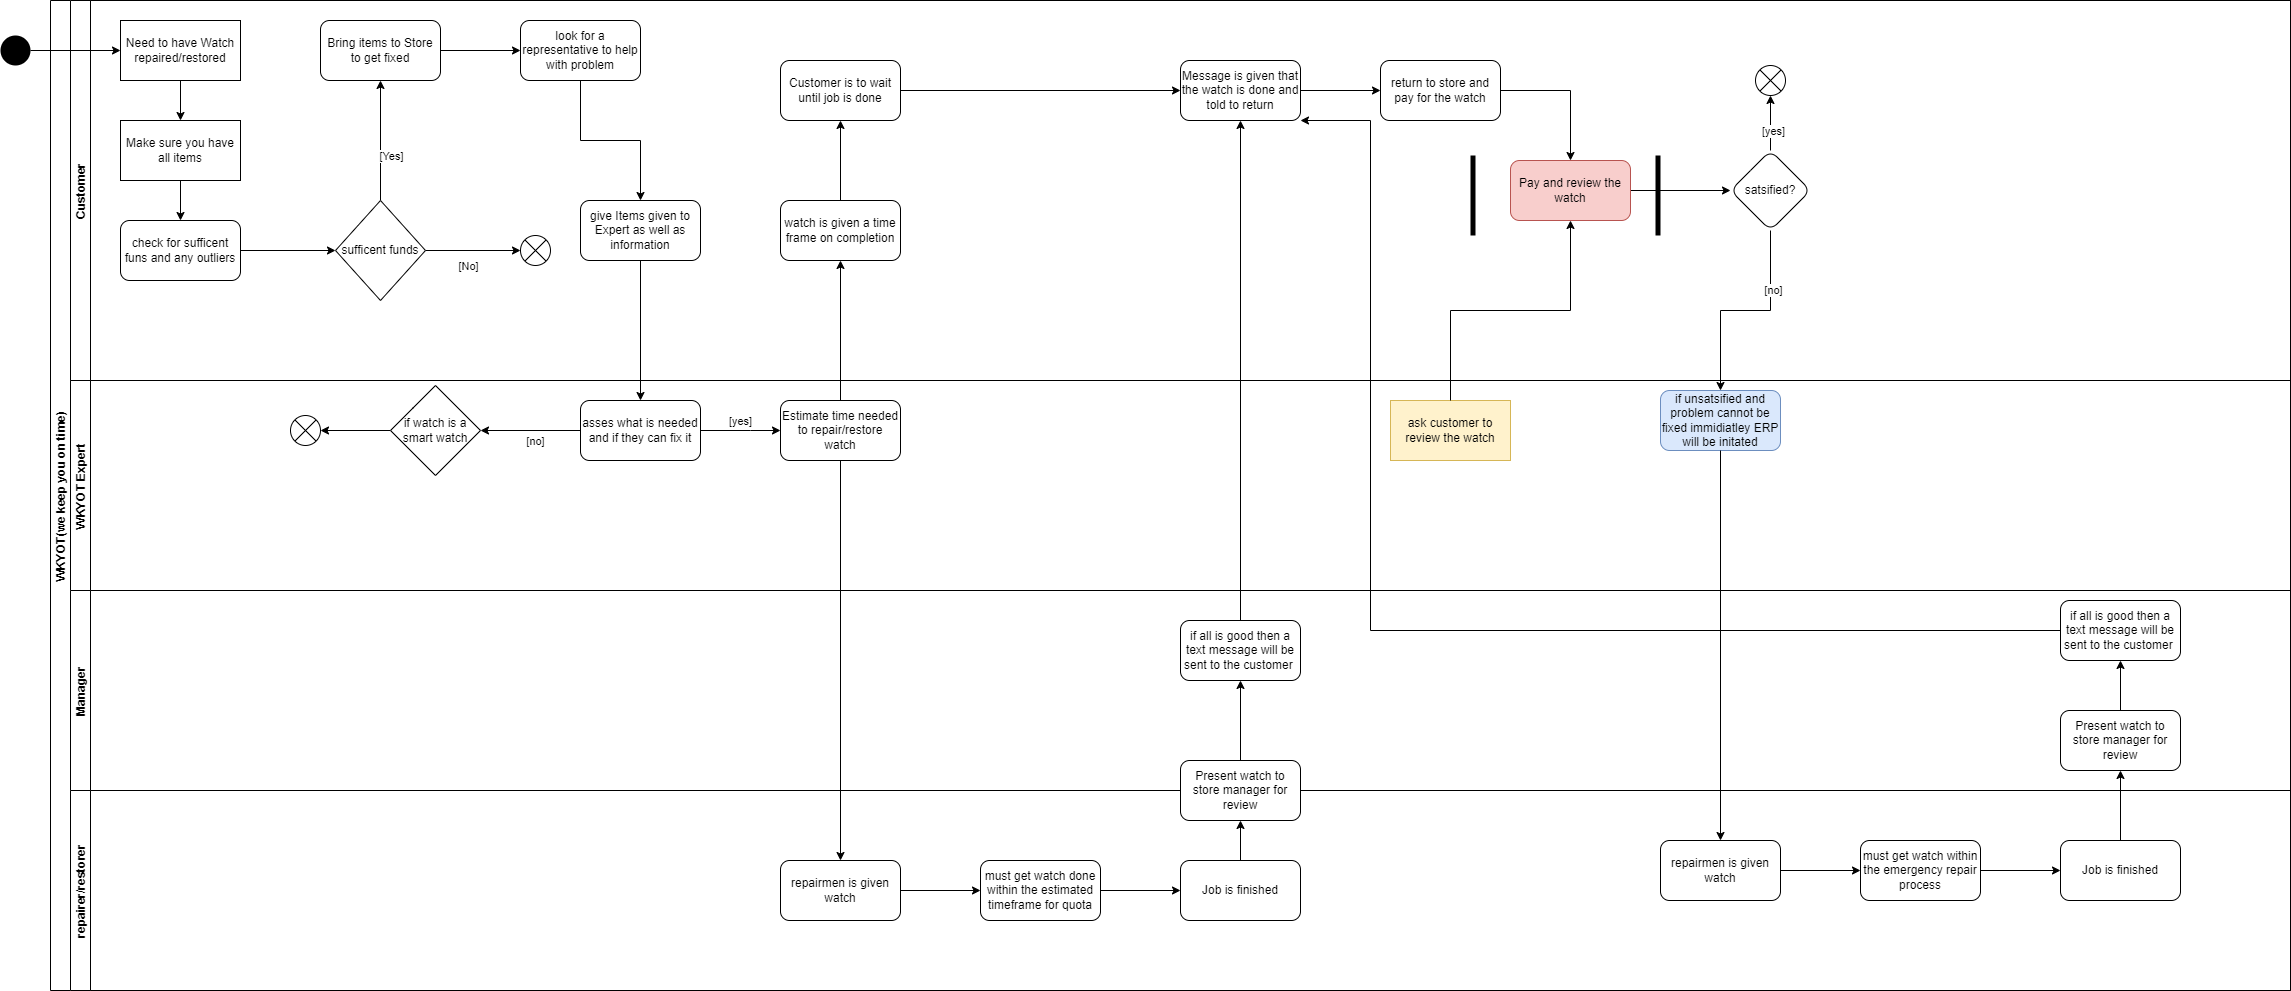 WKYOT(we keep you on time)
Customer
Need to have Watch
repaired/restored
Make sure you have
all items
check for sufficent
funs and any outliers
sufficent funds
[Yes]
[No]
Bring items to Store
to get fixed
look for a
representative to help
with problem
give Items given to
Expert as well as
information
Customer is to wait
until job is done
watch is given a time
frame on completion
Message is given that
the watch is done and
told to return
return to store and
pay for the watch
Pay and review the
watch
satsified?
[yes]
[no]
WKYOT Expert
if watch is a
smart watch
[no]
asses what is needed
and if they can fix it
[yes]
Estimate time needed
to repair/restore
watch
ask customer to
review the watch
if unsatisfied and
problem cannot be
fixed immidiatley ERP
will be initated
Manager
if all is good then a
text message will be
sent to the customer
Present watch to
store manager for
review
if all is good then a
text message will be
sent to the customer
Present watch to
store manager for
review
repairer/restorer
repairmen is given
watch
must get watch done
within the estimated
timeframe for quota
Job is finished
repairmen is given
watch
must get watch within
the emergency repair
process
Job is finished